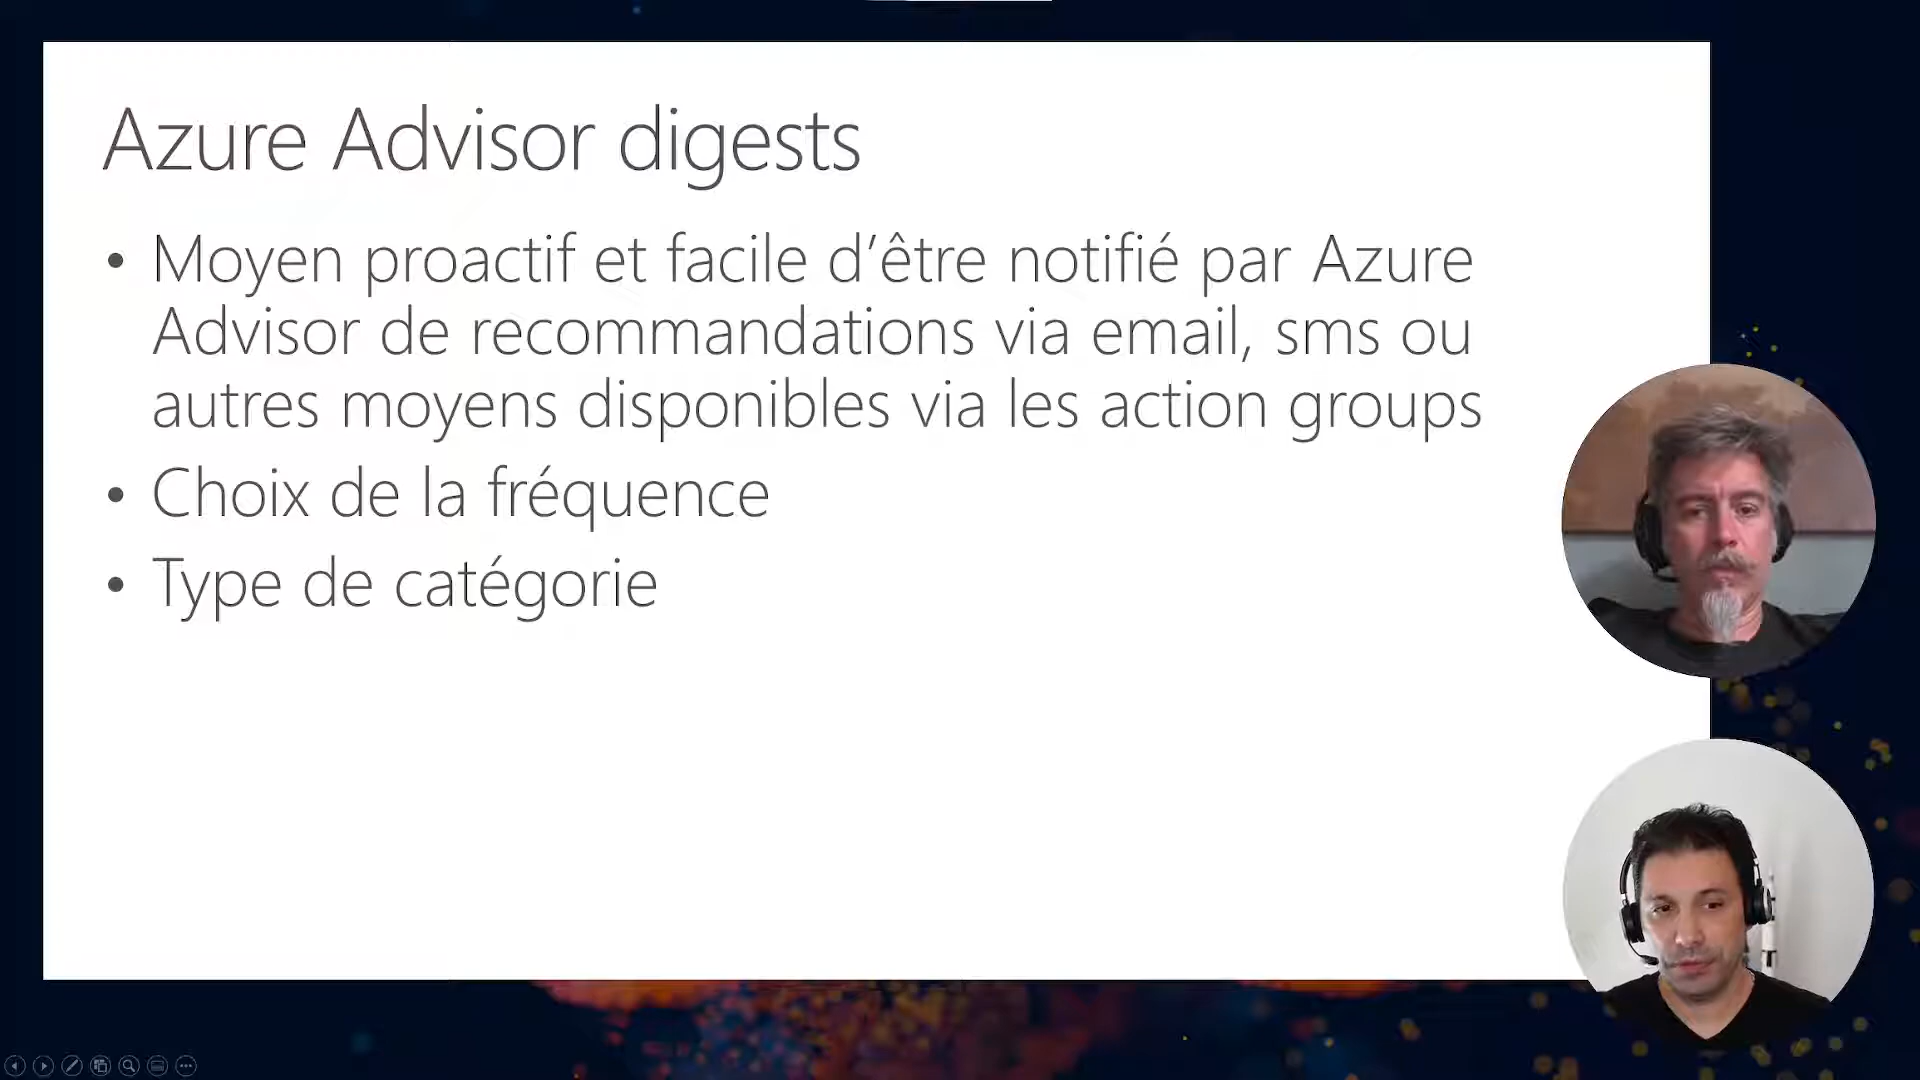 Azure Advisor digests
• Moyen proactif et facile d’être notifié par Azure
Advisor de recommandations via email, sms ou
autres moyens disponibles via les action groups
• Choix de la fréquence
• Type de catégorie